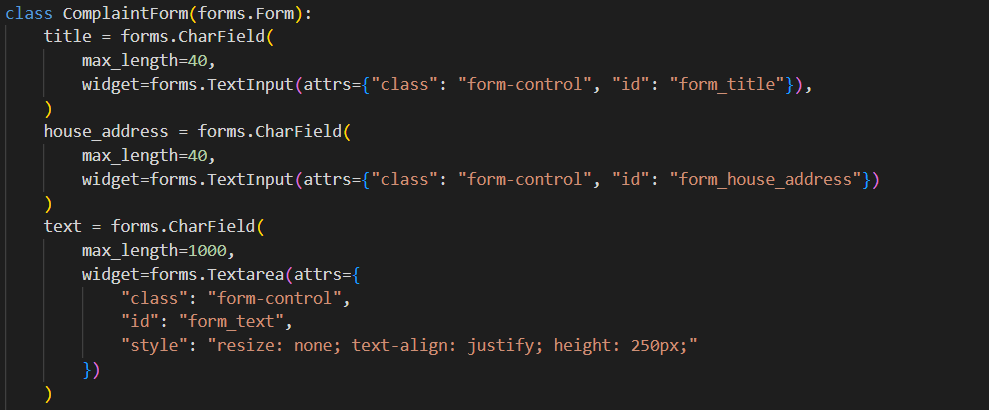 class ComplaintForm(forms.Form):
    title = forms.CharField(
        max_length=40,
        widget=forms.TextInput(attrs={"class": "form-control", "id": "form_title"}),
    )
    house_address = forms.CharField(
        max_length=40,
        widget=forms.TextInput(attrs={"class": "form-control", "id": "form_house_address"})
    )
    text = forms.CharField(
        max_length=1000,
        widget=forms.Textarea(attrs={
            "class": "form-control",
            "id": "form_text",
            "style": "resize: none; text-align: justify; height: 250px;"
        })
    )